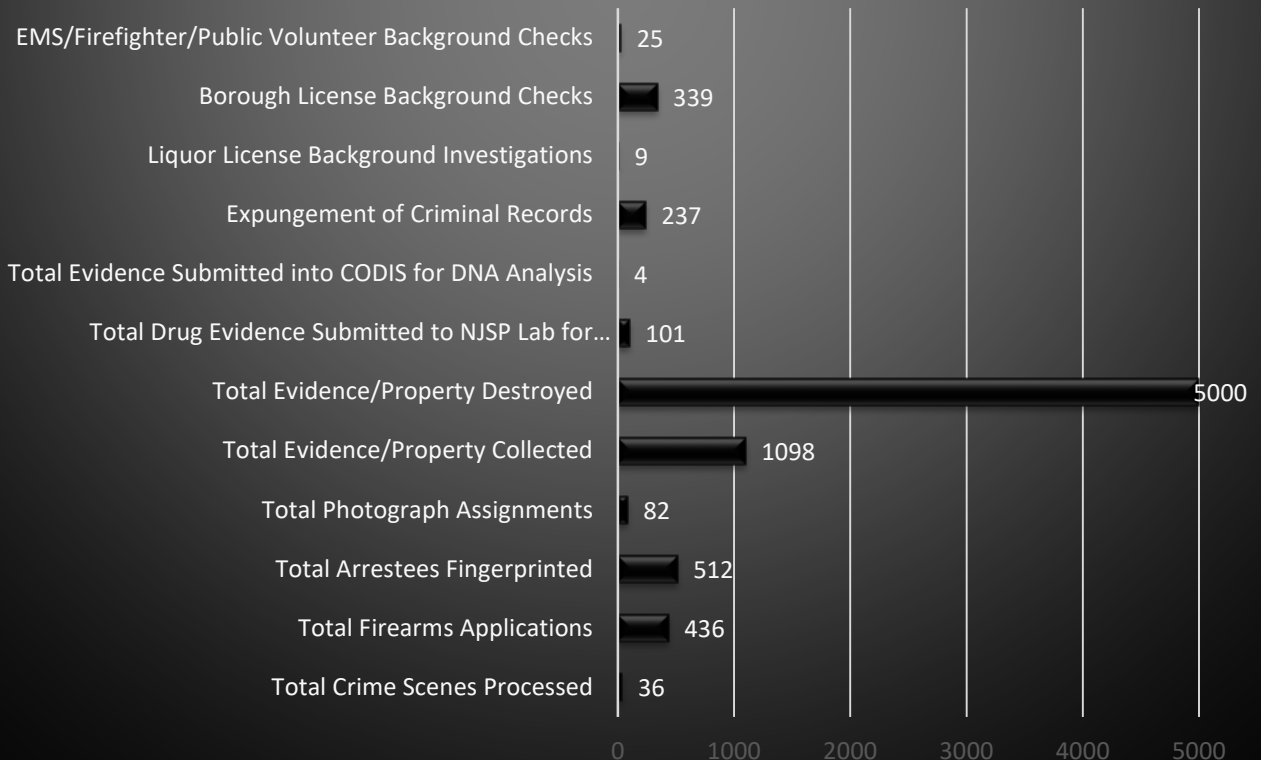 EMS/Firefighter/Public Volunteer Background Checks 25
Borough License Background Checks 339
Liquor License Background Investigations 9
Expungement of Criminal Records 237
Total Evidence Submitted into CODIS for DNA Analysis 4
Total Drug Evidence Submitted to NJSP Lab for... 101
Total Evidence/Property Destroyed 5000
Total Evidence/Property Collected 1098
Total Photograph Assignments 82
Total Arrestees Fingerprinted 512
Total Firearms Applications 436
Total Crime Scenes Processed 36
0 1000 2000 3000 4000 5000